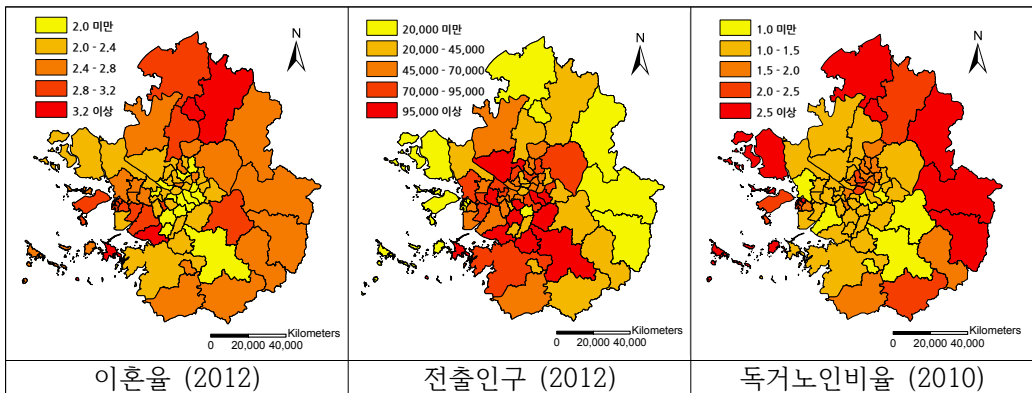 2.0 미만
2.0 - 2.4
2.4 - 2.8
2.8 - 3.2
3.2 이상
N
Kilometers
0 20,000 40,000
이혼율 (2012)
20,000 미만
20,000 - 45,000
45,000 - 70,000
70,000 - 95,000
95,000 이상
N
Kilometers
0 20,000 40,000
전출인구 (2012)
1.0 미만
1.0 - 1.5
1.5 - 2.0
2.0 - 2.5
2.5 이상
N
Kilometers
0 20,000 40,000
독거노인비율 (2010)